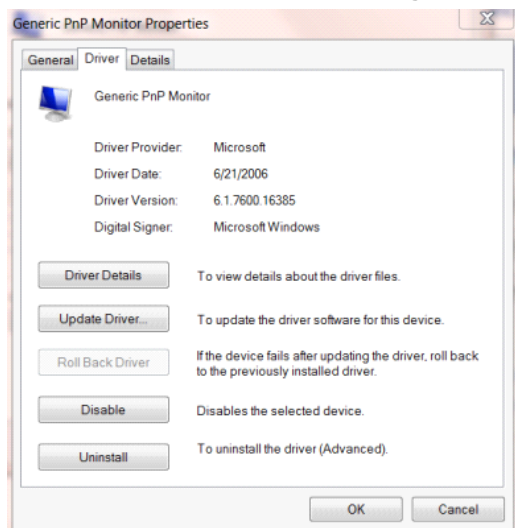 Generic PnP Monitor Properties
General Driver Details
Generic PnP Monitor
Driver Provider: Microsoft
Driver Date: 6/21/2006
Driver Version: 6.1.7600.16385
Digital Signer: Microsoft Windows
Driver Details To view details about the driver files.
Update Driver... To update the driver software for this device.
Roll Back Driver If the device fails after updating the driver, roll back
to the previously installed driver.
Disable Disables the selected device.
Uninstall To uninstall the driver (Advanced).
OK Cancel